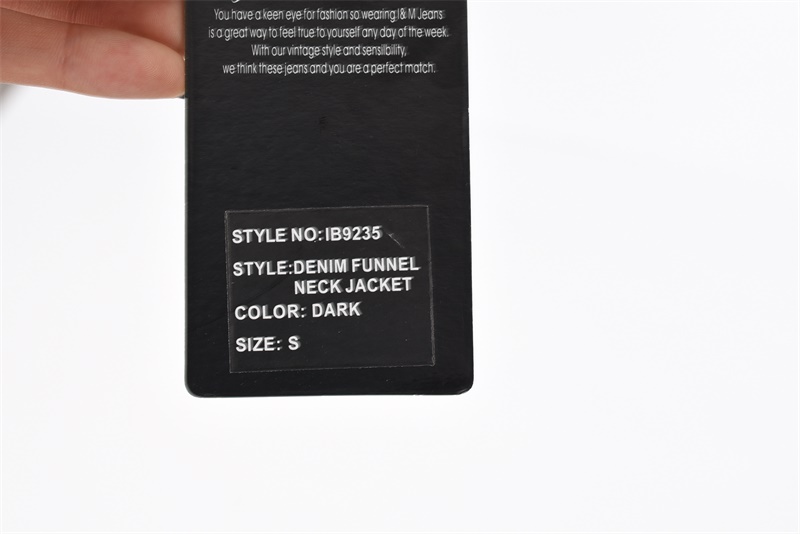 You have a keen eye for fashion so wearing I& M Jeans
is a great way to feel true to yourself any day of the week.
With our vintage style and sensilbity,
we think these jeans and you are a perfect match.
STYLE NO: IB9235
STYLE:DENIM FUNNEL
NECK JACKET
COLOR: DARK
SIZE: S